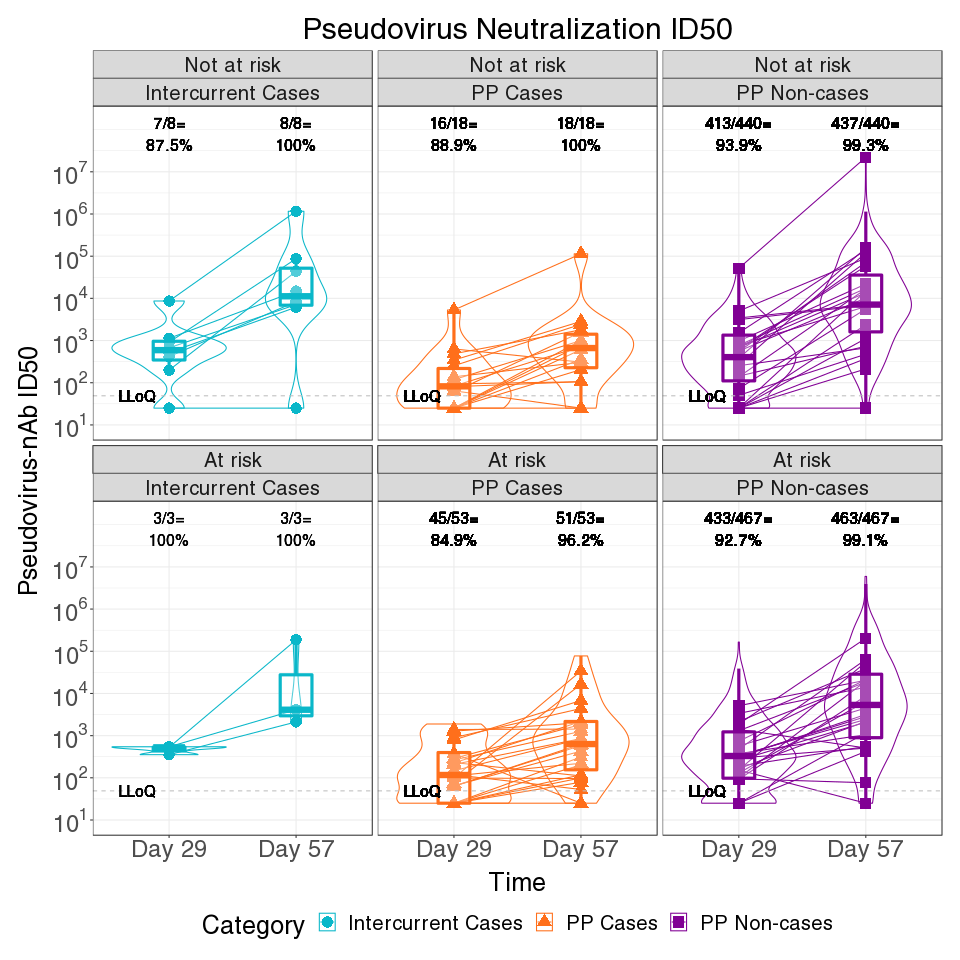 Pseudovirus Neutralization ID50
Not at risk
Not at risk
Not at risk
Intercurrent Cases
PP Cases
PP Non-cases
7/8= 8/8=
87.5% 100%
16/18= 18/18=
88.9% 100%
413/440= 437/440=
93.9% 99.3%
10⁷
10⁶
10⁵
10⁴
10³
10²
10¹
LLoQ
LLoQ
LLoQ
Pseudovirus-nAb ID50
At risk
At risk
At risk
Intercurrent Cases
PP Cases
PP Non-cases
3/3= 3/3=
100% 100%
45/53= 51/53=
84.9% 96.2%
433/467= 463/467=
92.7% 99.1%
10⁷
10⁶
10⁵
10⁴
10³
10²
10¹
LLoQ
LLoQ
LLoQ
Day 29 Day 57
Day 29 Day 57
Day 29 Day 57
Time
Category Intercurrent Cases PP Cases PP Non-cases